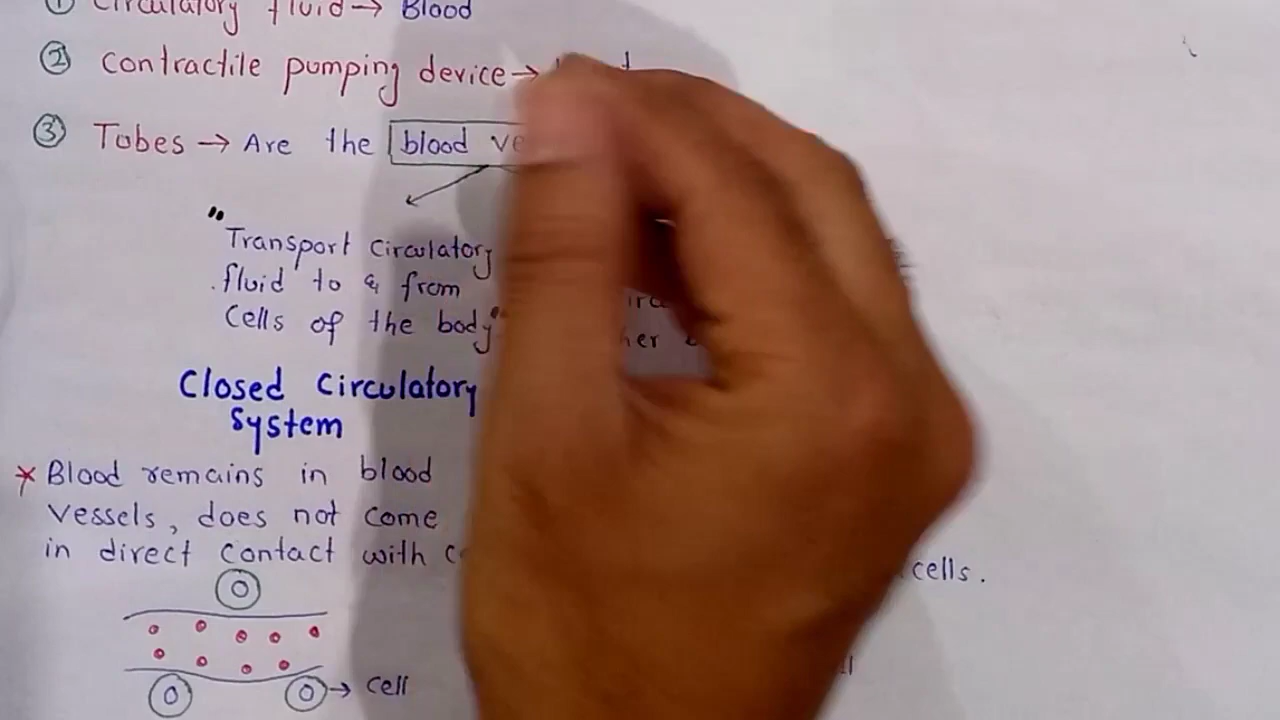 ① Circulatory fluid → Blood
② Contractile pumping device →
③ Tubes → Are the blood
"Transport Circulatory
fluid to & from
Cells of the body"
Closed Circulatory
System
* Blood remains in blood
vessels, does not come
in direct contact with
cells.
→ cell